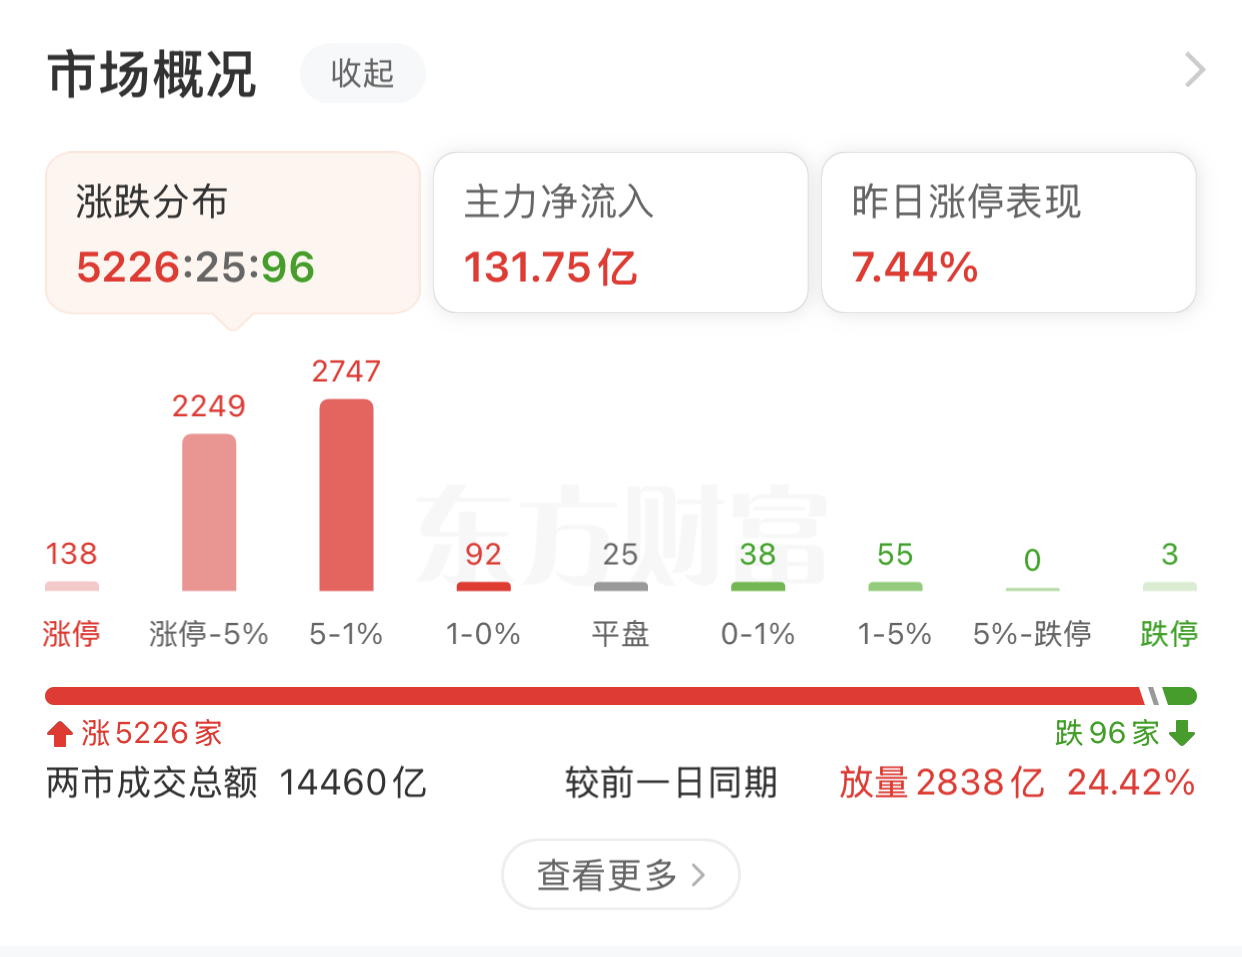 市场概况 收起
涨跌分布 主力净流入 昨日涨停表现
5226:25:96 131.75亿 7.44%
2747
2249
东方财富
138 92 25 38 55 0 3
涨停 涨停-5% 5-1% 1-0% 平盘 0-1% 1-5% 5%-跌停 跌停
涨5226家 跌96家
两市成交总额 14460亿 较前一日同期 放量2838亿 24.42%
查看更多